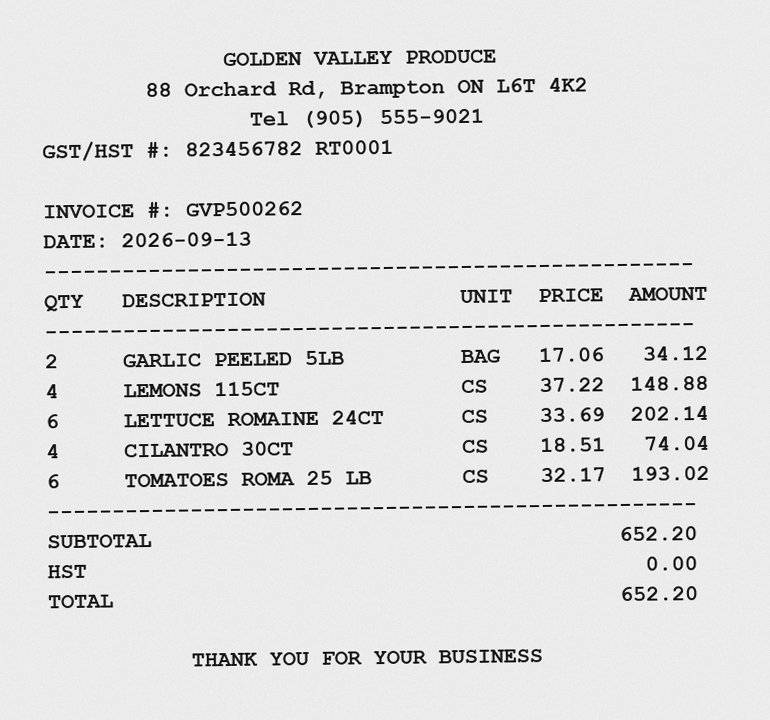 GOLDEN VALLEY PRODUCE
88 Orchard Rd, Brampton ON L6T 4K2
Tel (905) 555-9021
GST/HST #: 823456782 RT0001
INVOICE #: GVP500262
DATE: 2026-09-13
--------------------------------------------------
QTY DESCRIPTION UNIT PRICE AMOUNT
--------------------------------------------------
2 GARLIC PEELED 5LB BAG 17.06 34.12
4 LEMONS 115CT CS 37.22 148.88
6 LETTUCE ROMAINE 24CT CS 33.69 202.14
4 CILANTRO 30CT CS 18.51 74.04
6 TOMATOES ROMA 25 LB CS 32.17 193.02
--------------------------------------------------
SUBTOTAL 652.20
HST 0.00
TOTAL 652.20
THANK YOU FOR YOUR BUSINESS